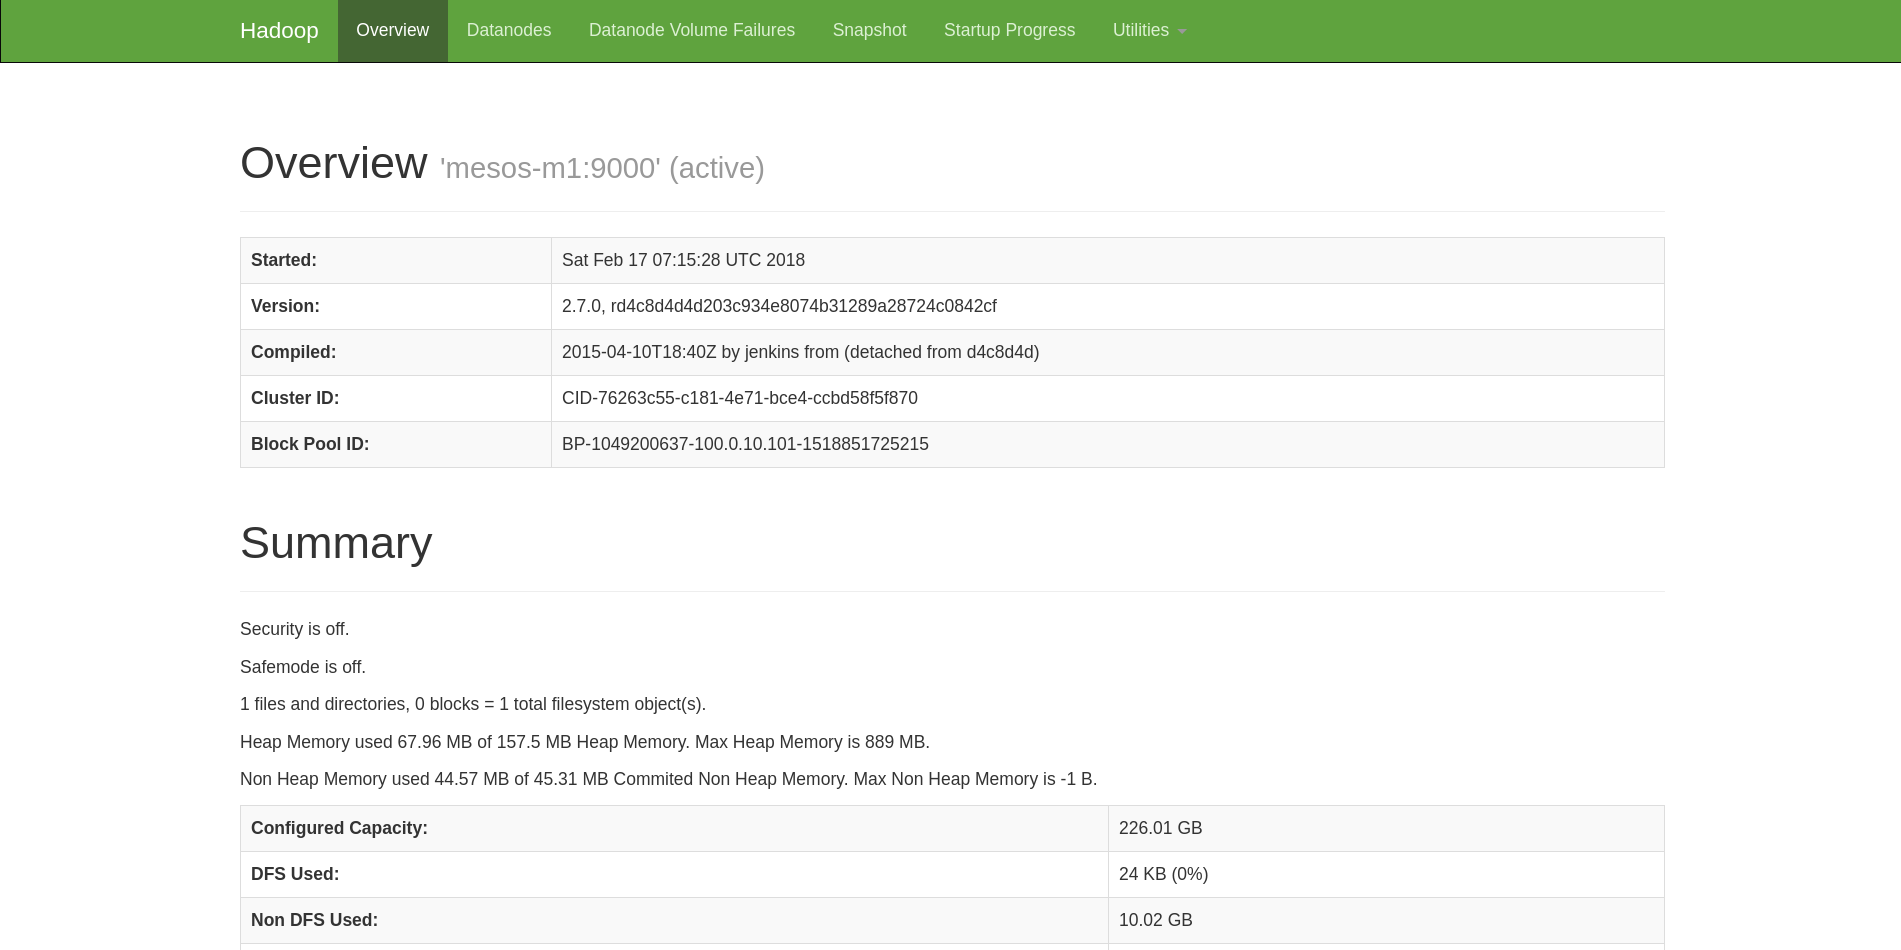 Hadoop Overview Datanodes Datanode Volume Failures Snapshot Startup Progress Utilities
Overview 'mesos-m1:9000' (active)
Started: Sat Feb 17 07:15:28 UTC 2018
Version: 2.7.0, rd4c8d4d4d203c934e8074b31289a28724c0842cf
Compiled: 2015-04-10T18:40Z by jenkins from (detached from d4c8d4d)
Cluster ID: CID-76263c55-c181-4e71-bce4-ccbd58f5f870
Block Pool ID: BP-1049200637-100.0.10.101-1518851725215
Summary
Security is off.
Safemode is off.
1 files and directories, 0 blocks = 1 total filesystem object(s).
Heap Memory used 67.96 MB of 157.5 MB Heap Memory. Max Heap Memory is 889 MB.
Non Heap Memory used 44.57 MB of 45.31 MB Commited Non Heap Memory. Max Non Heap Memory is -1 B.
Configured Capacity: 226.01 GB
DFS Used: 24 KB (0%)
Non DFS Used: 10.02 GB